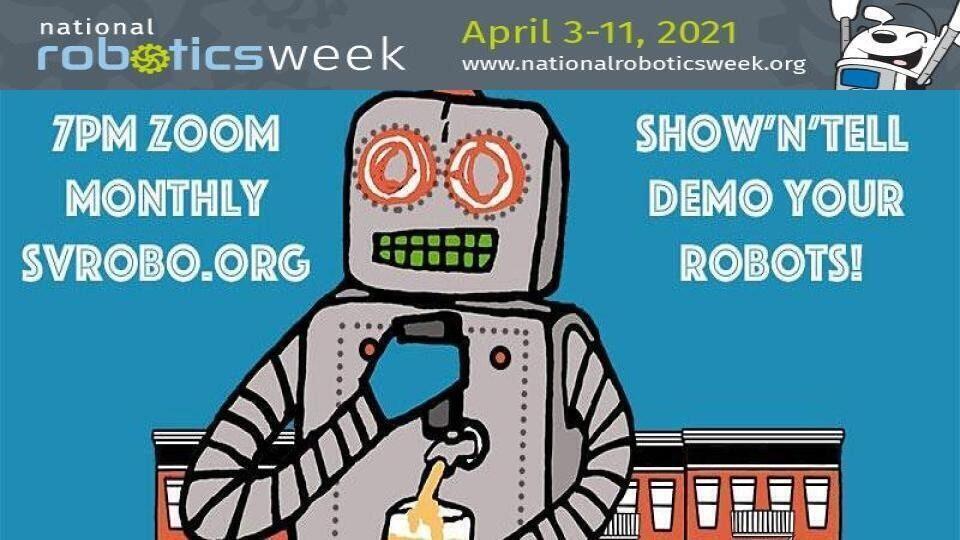 national
roboticsweek
April 3-11, 2021
www.nationalroboticsweek.org
7PM ZOOM
MONTHLY
SVROBO.ORG
SHOW'N'TELL
DEMO YOUR
ROBOTS!